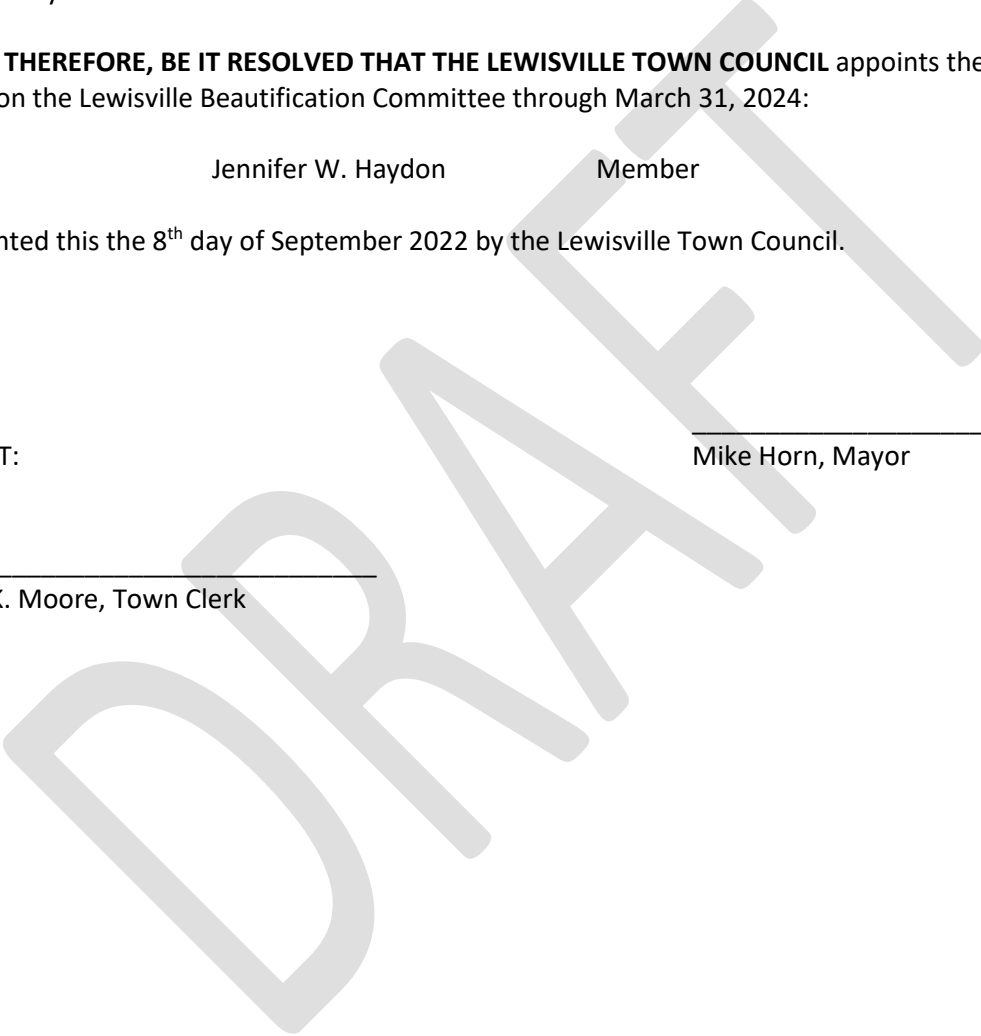 THEREFORE, BE IT RESOLVED THAT THE LEWISVILLE TOWN COUNCIL appoints the
on the Lewisville Beautification Committee through March 31, 2024:
Jennifer W. Haydon Member
nted this the 8th day of September 2022 by the Lewisville Town Council.
T: Mike Horn, Mayor
K. Moore, Town Clerk
DRAFT